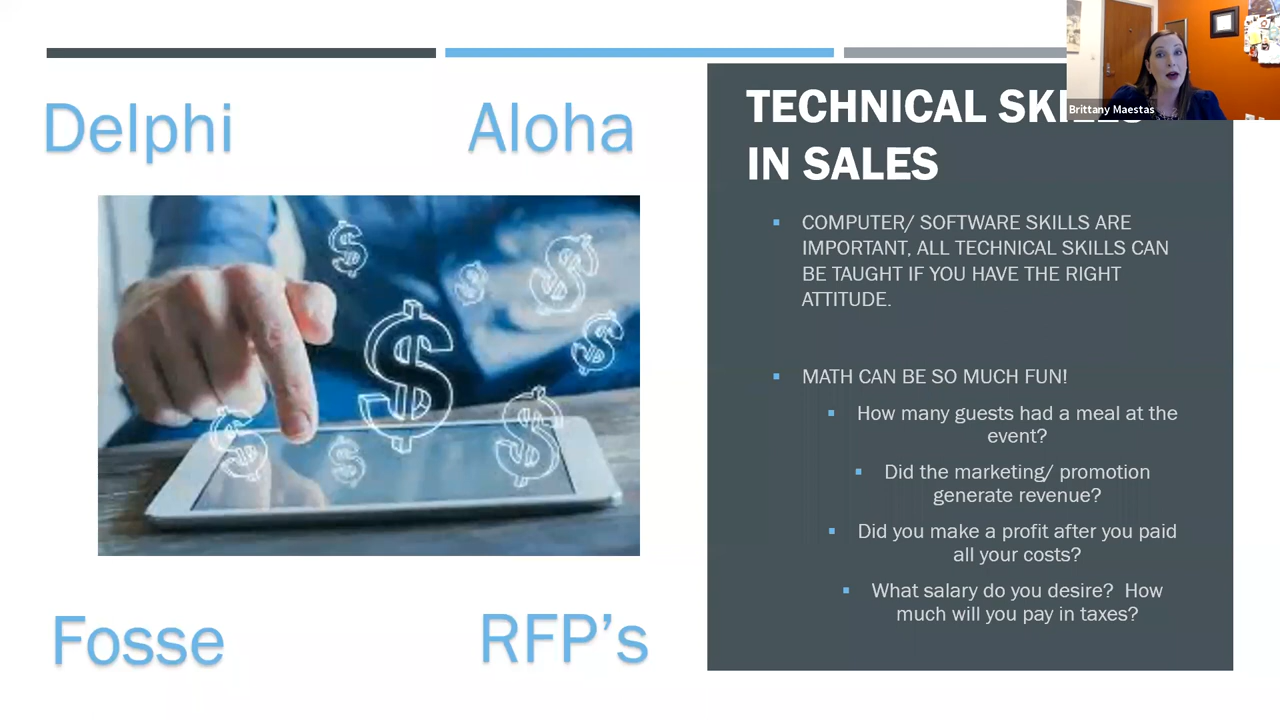 Delphi
Aloha
Fosse
RFP's
TECHNICAL SKILLS
IN SALES
COMPUTER/ SOFTWARE SKILLS ARE
IMPORTANT, ALL TECHNICAL SKILLS CAN
BE TAUGHT IF YOU HAVE THE RIGHT
ATTITUDE.
MATH CAN BE SO MUCH FUN!
How many guests had a meal at the
event?
Did the marketing/ promotion
generate revenue?
Did you make a profit after you paid
all your costs?
What salary do you desire?  How
much will you pay in taxes?
Brittany Maestas